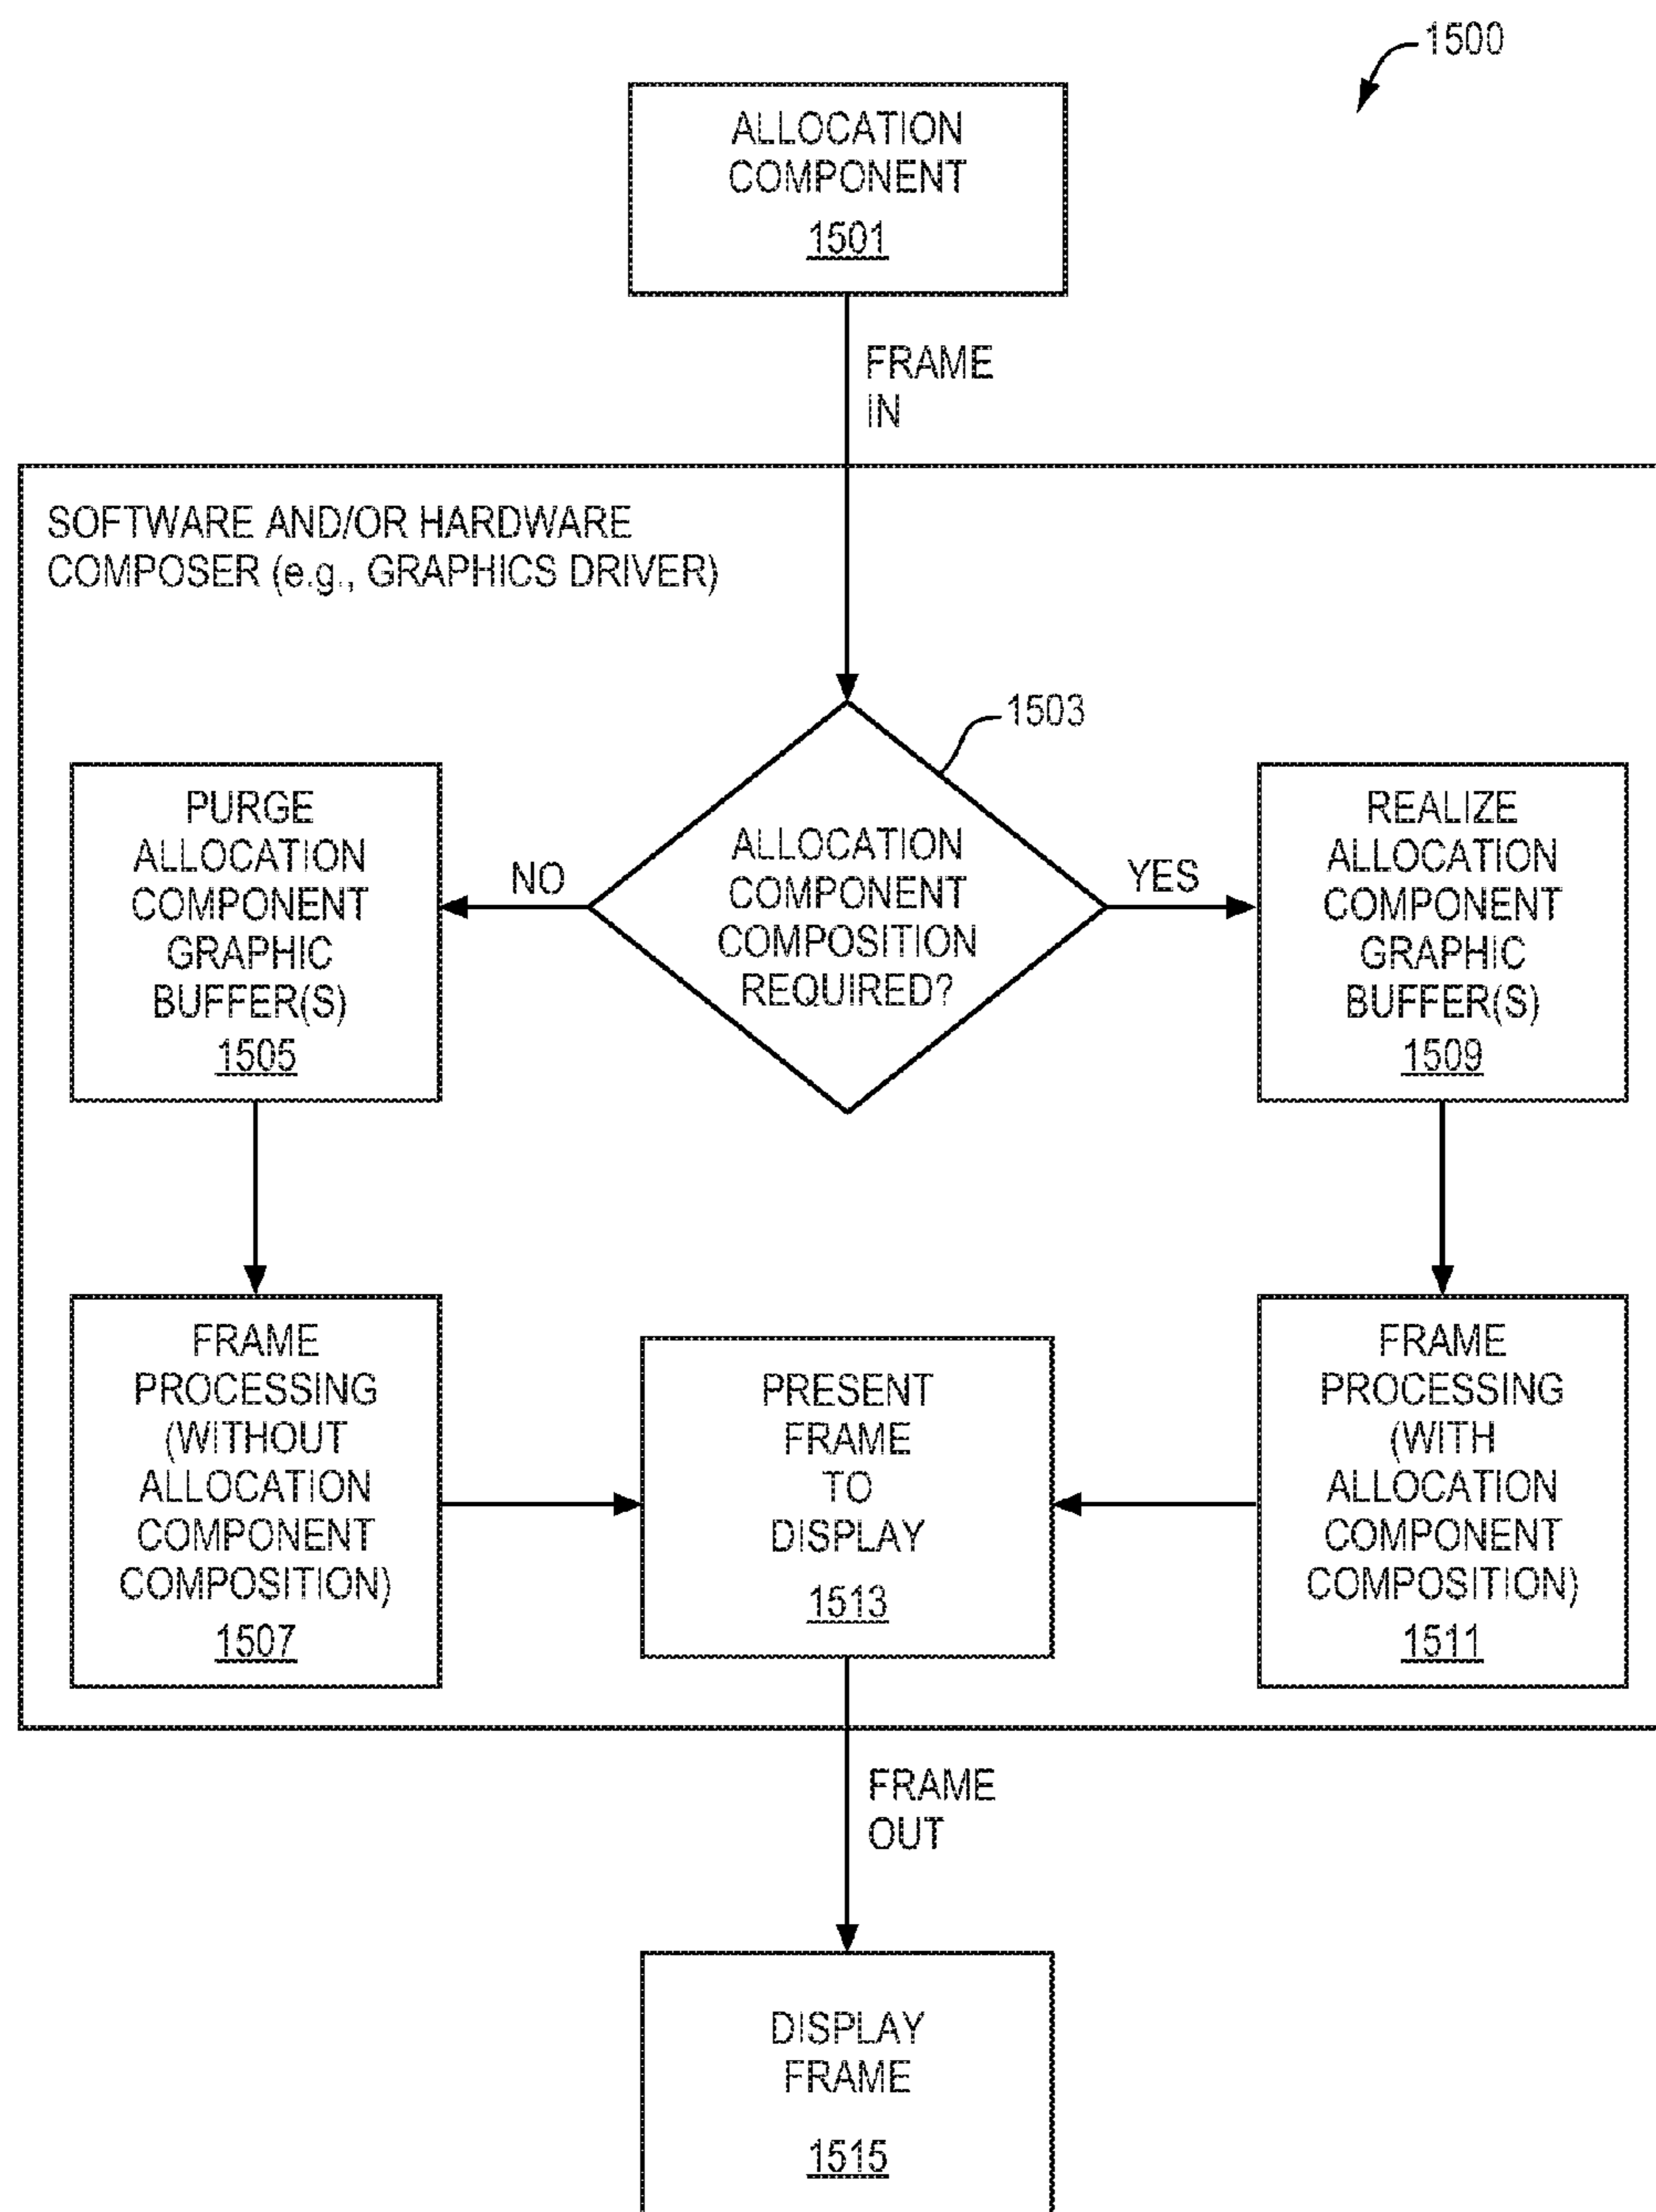 1500
ALLOCATION
COMPONENT
1501
FRAME
IN
SOFTWARE AND/OR HARDWARE
COMPOSER (e.g., GRAPHICS DRIVER)
1503
ALLOCATION
COMPONENT
COMPOSITION
REQUIRED?
NO
YES
PURGE
ALLOCATION
COMPONENT
GRAPHIC
BUFFER(S)
1505
REALIZE
ALLOCATION
COMPONENT
GRAPHIC
BUFFER(S)
1509
FRAME
PROCESSING
(WITHOUT
ALLOCATION
COMPONENT
COMPOSITION)
1507
PRESENT
FRAME
TO
DISPLAY
1513
FRAME
PROCESSING
(WITH
ALLOCATION
COMPONENT
COMPOSITION)
1511
FRAME
OUT
DISPLAY
FRAME
1515